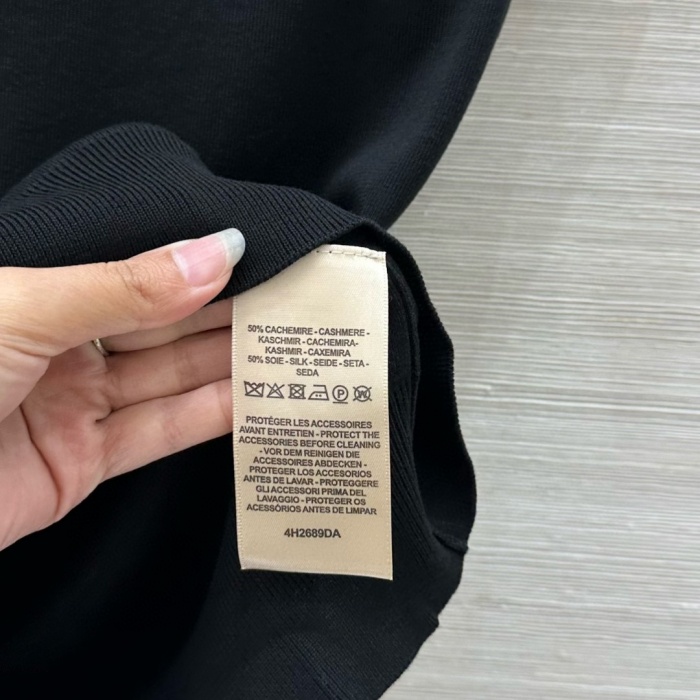 50% CACHEMIRE - CASHMERE -
KASCHMIR - CACHEMIRA-
KASHMIR - CAXEMIRA
50% SOIE - SILK - SEIDE - SETA -
SEDA
P W
PROTÉGER LES ACCESSOIRES
AVANT ENTRETIEN - PROTECT THE
ACCESSORIES BEFORE CLEANING
- VOR DEM REINIGEN DIE
ACCESSOIRES ABDECKEN -
PROTEGER LOS ACCESORIOS
ANTES DE LAVAR - PROTEGGERE
GLI ACCESSORI PRIMA DEL
LAVAGGIO - PROTEGER OS
ACESSÓRIOS ANTES DE LIMPAR
4H2689DA